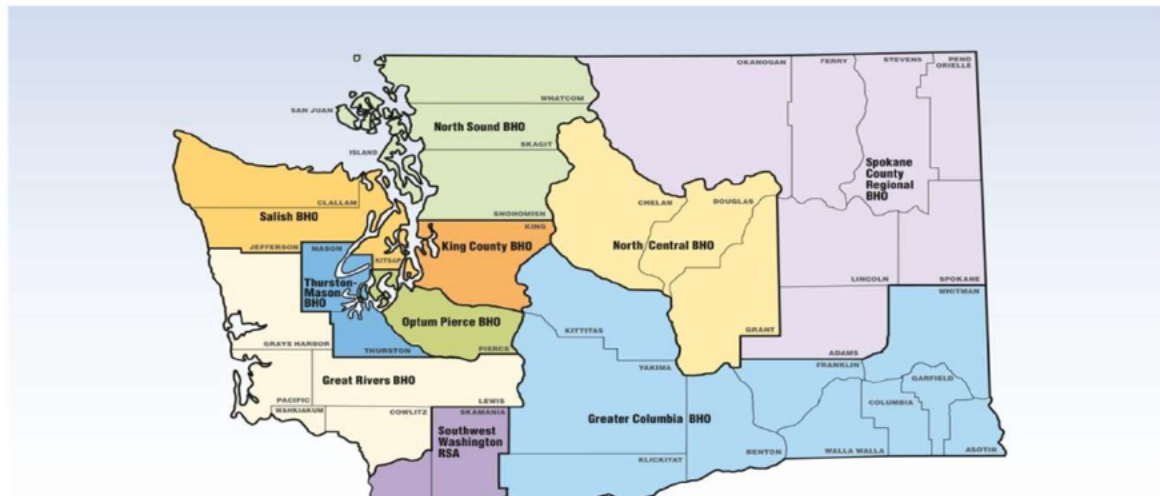 OKANOGAN
FERRY
STEVENS
PEND
ORIELLE
WHATCOM
SAN JUAN
North Sound BHO
SKAGIT
ISLAND
Spokane
County
Regional
BHO
CLALLAM
CHELAN
DOUGLAS
Salish BHO
SNOHOMISH
KING
JEFFERSON
MASON
King County BHO
North Central BHO
KITSAP
Thurston-
Mason
BHO
LINCOLN
SPOKANE
WHITMAN
Optum Pierce BHO
KITTITAS
GRANT
GRAYS HARBOR
THURSTON
PIERCE
ADAMS
YAKIMA
FRANKLIN
Great Rivers BHO
GARFIELD
PACIFIC
LEWIS
COLUMBIA
WAHKIAKUM
COWLITZ
SKAMANIA
Greater Columbia BHO
Southwest
Washington
RSA
KLICKITAT
BENTON
WALLA WALLA
ASOTIN